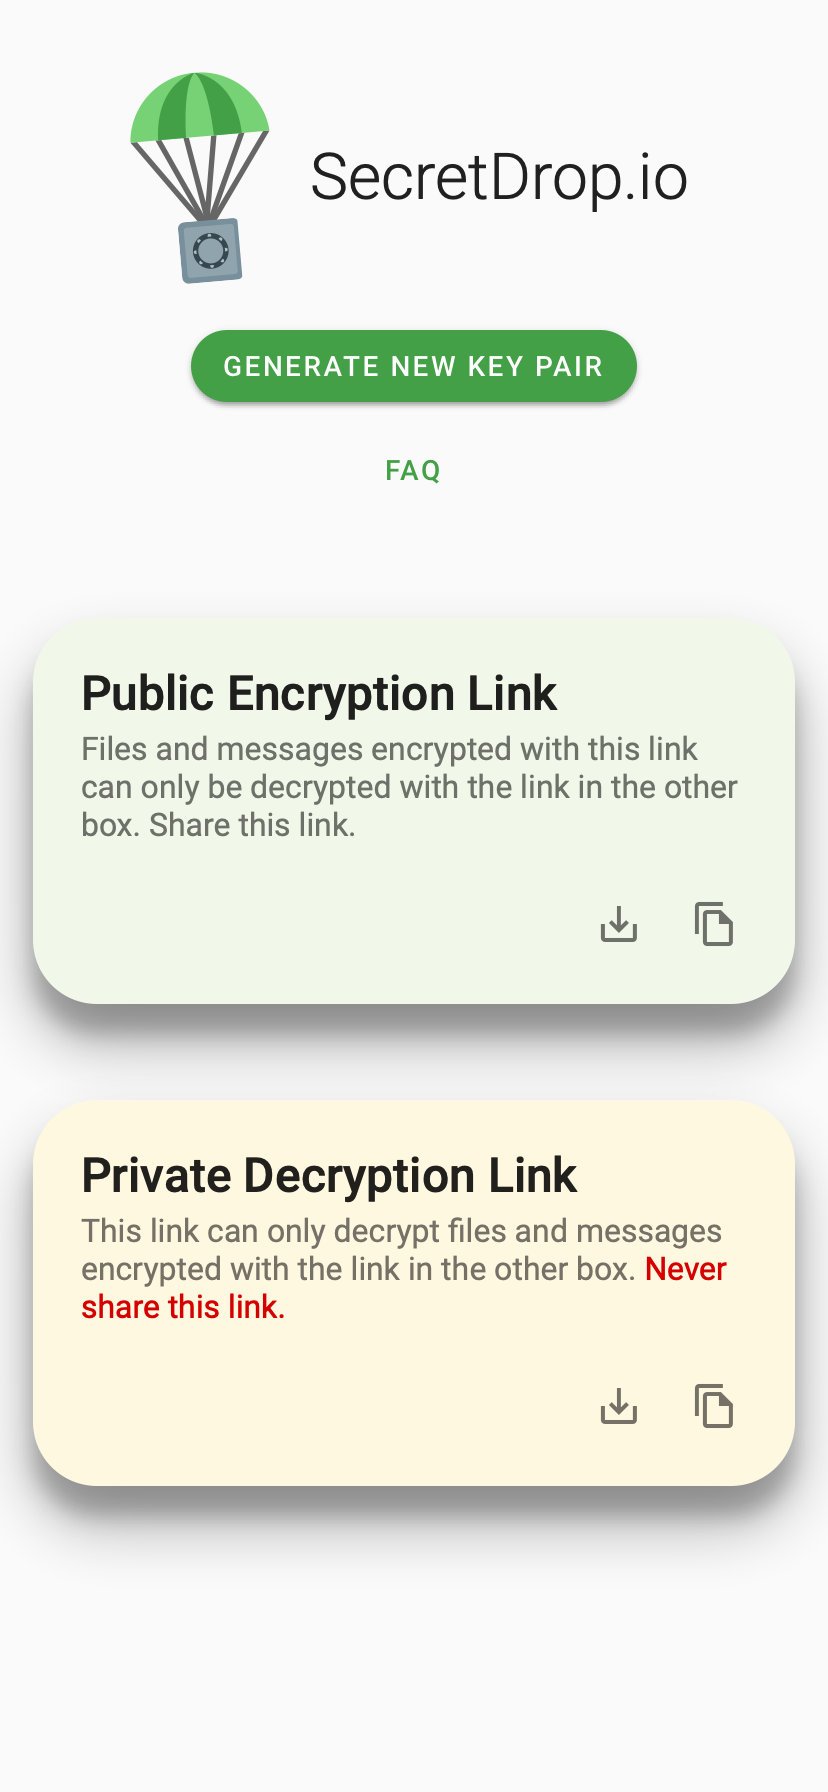 SecretDrop.io
GENERATE NEW KEY PAIR
FAQ
Public Encryption Link
Files and messages encrypted with this link
can only be decrypted with the link in the other
box. Share this link.
Private Decryption Link
This link can only decrypt files and messages
encrypted with the link in the other box. Never
share this link.